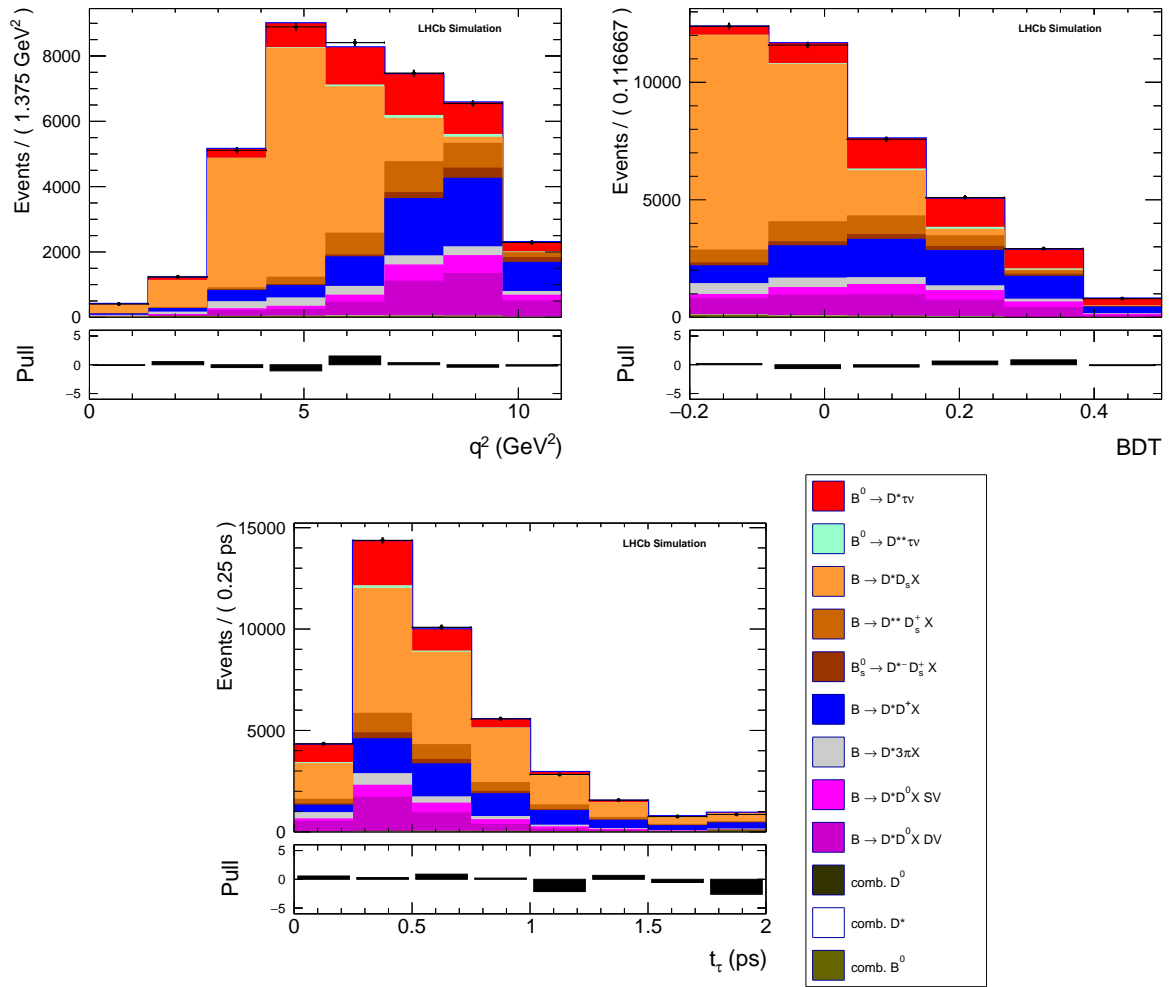 Events / ( 1.375 GeV² )
8000
6000
4000
2000
0
LHCb Simulation
Pull
5
0
−5
0 5 10
q² (GeV²)
Events / ( 0.116667 )
10000
5000
0
LHCb Simulation
Pull
5
0
−5
−0.2 0 0.2 0.4
BDT
Events / ( 0.25 ps )
15000
10000
5000
0
LHCb Simulation
Pull
5
0
−5
0 0.5 1 1.5 2
t_τ (ps)
B⁰ → D*τν
B⁰ → D**τν
B → D*D_sX
B → D** D_s⁺ X
B_s⁰ → D*⁻ D_s⁺ X
B → D*D⁺X
B → D*3πX
B → D*D⁰X SV
B → D*D⁰X DV
comb. D⁰
comb. D*
comb. B⁰